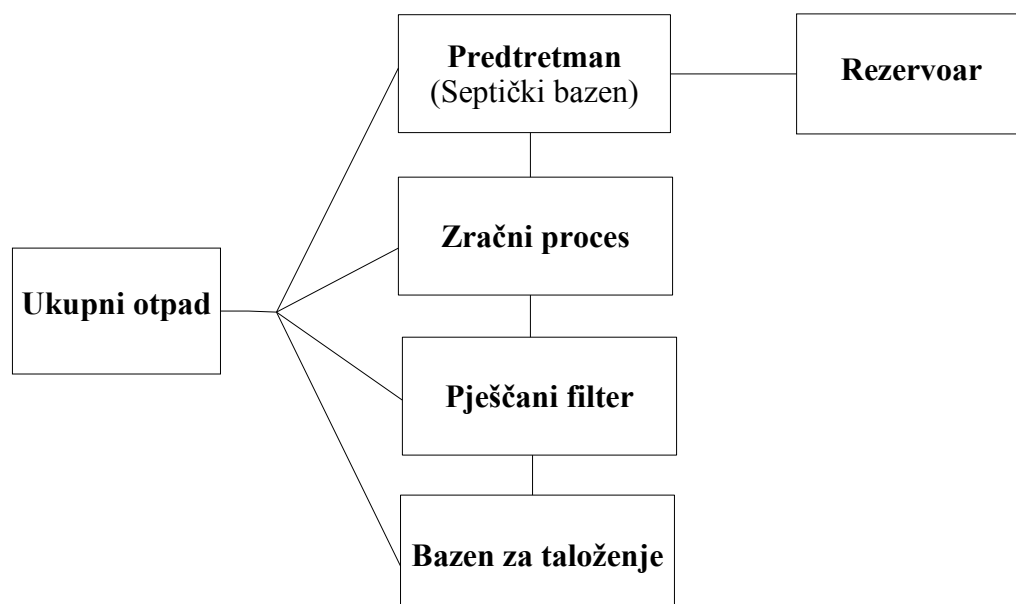 Predtretman
(Septički bazen)
Rezervoar
Zračni proces
Ukupni otpad
Pješčani filter
Bazen za taloženje